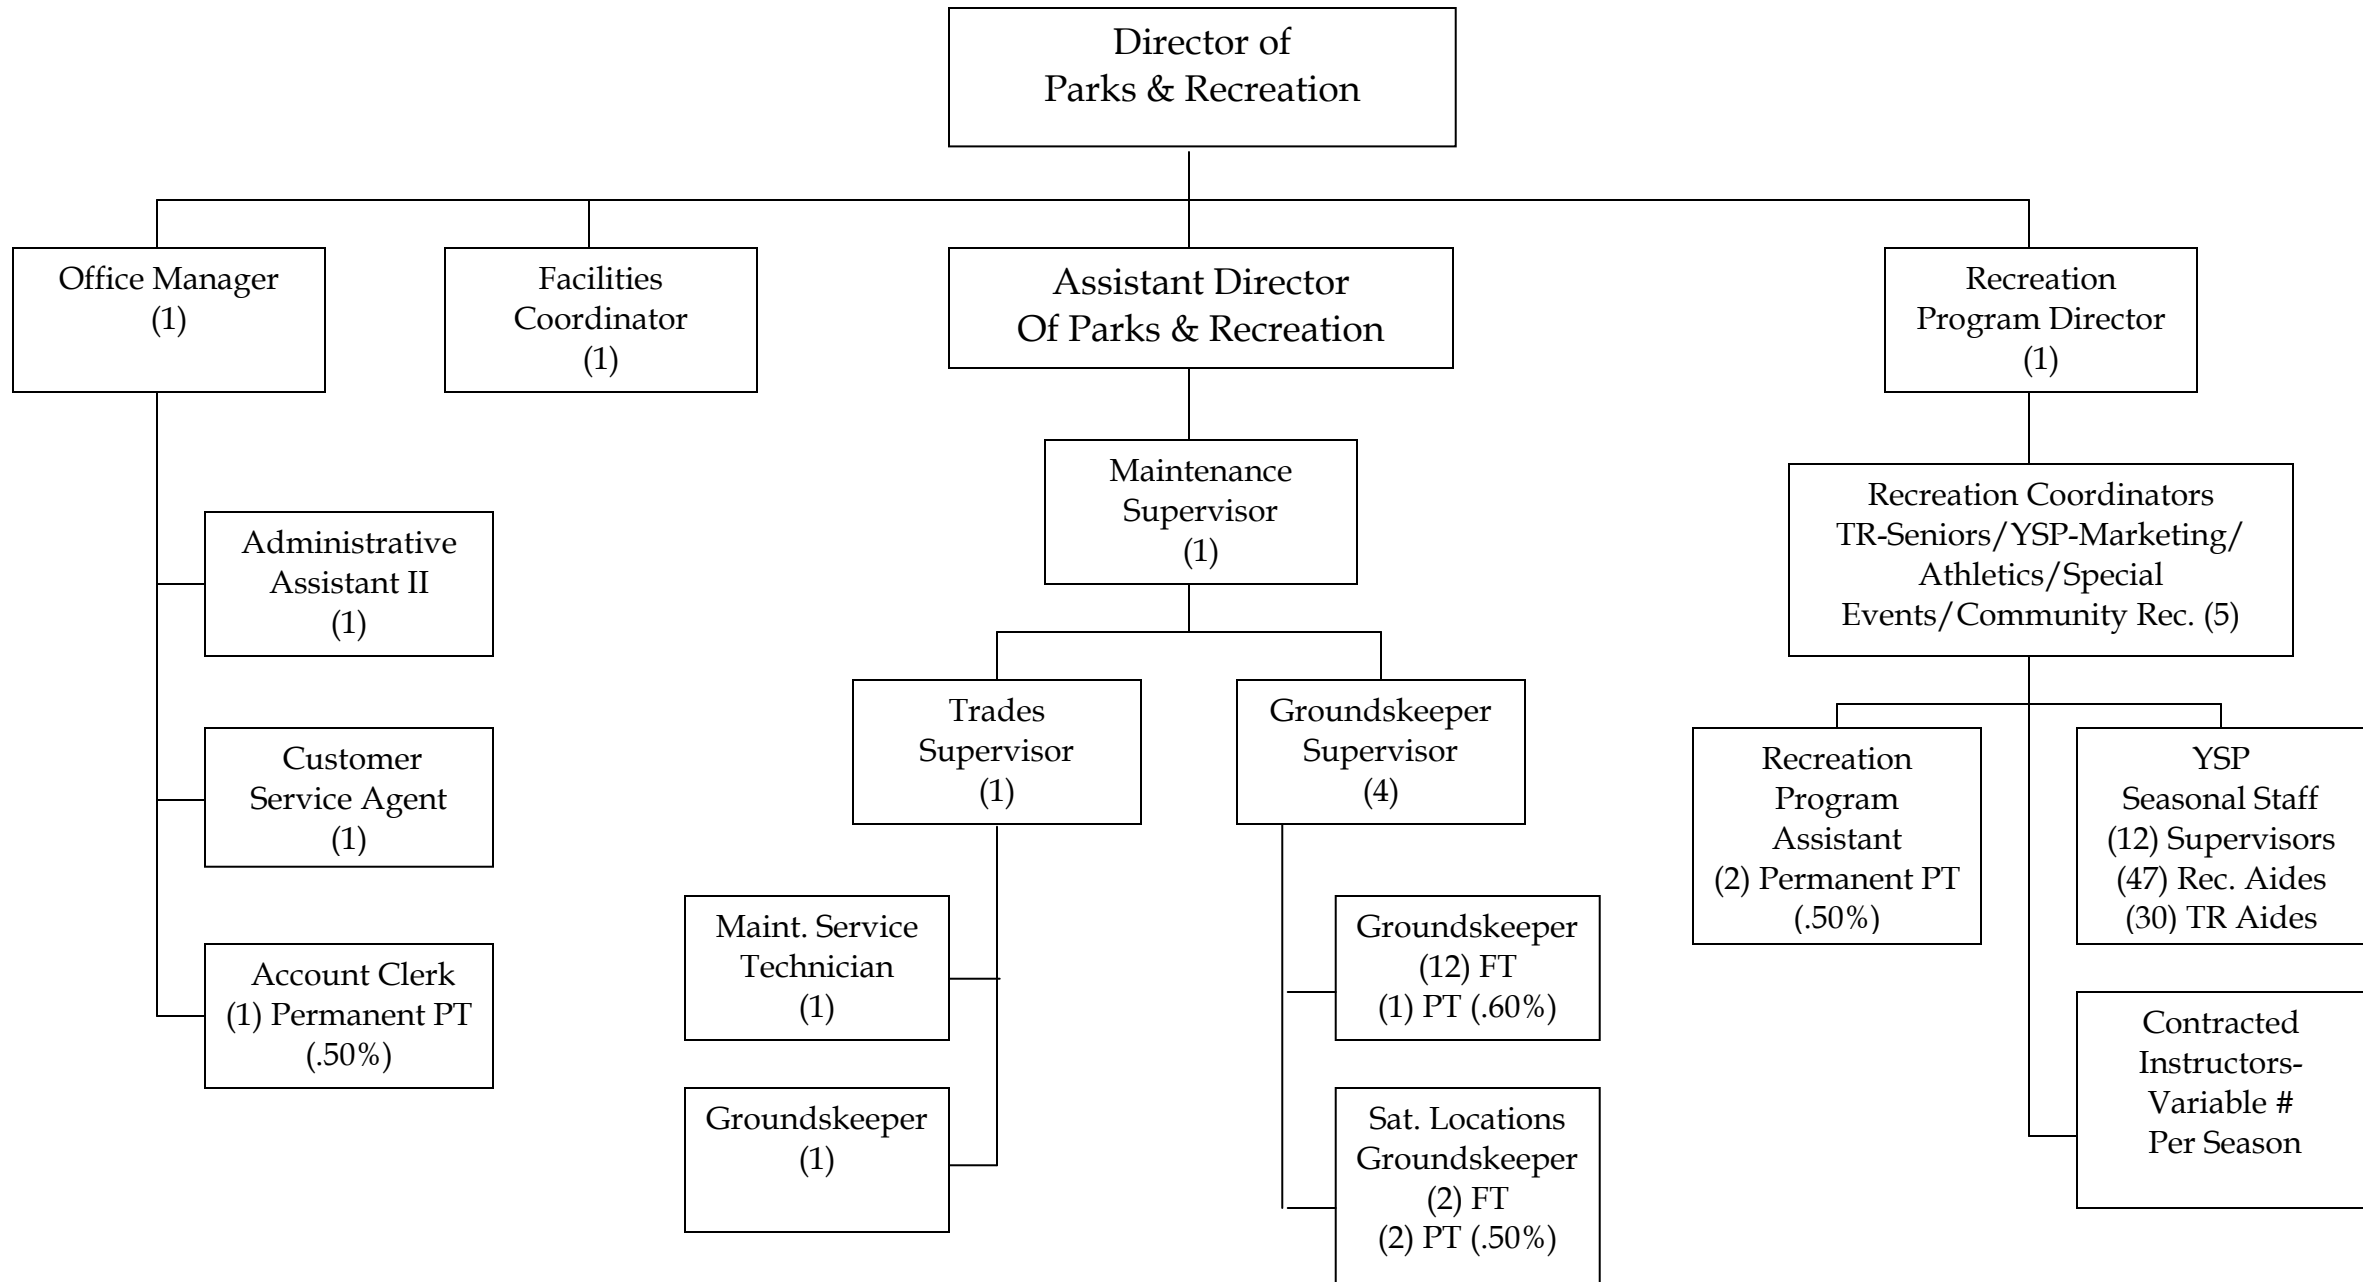 Director of
Parks & Recreation
Office Manager
(1)
Facilities
Coordinator
(1)
Assistant Director
Of Parks & Recreation
Recreation
Program Director
(1)
Administrative
Assistant II
(1)
Customer
Service Agent
(1)
Account Clerk
(1) Permanent PT
(.50%)
Maintenance
Supervisor
(1)
Trades
Supervisor
(1)
Groundskeeper
Supervisor
(4)
Maint. Service
Technician
(1)
Groundskeeper
(1)
Groundskeeper
(12) FT
(1) PT (.60%)
Sat. Locations
Groundskeeper
(2) FT
(2) PT (.50%)
Recreation Coordinators
TR-Seniors/YSP-Marketing/
Athletics/Special
Events/Community Rec. (5)
Recreation
Program
Assistant
(2) Permanent PT
(.50%)
YSP
Seasonal Staff
(12) Supervisors
(47) Rec. Aides
(30) TR Aides
Contracted
Instructors-
Variable #
Per Season